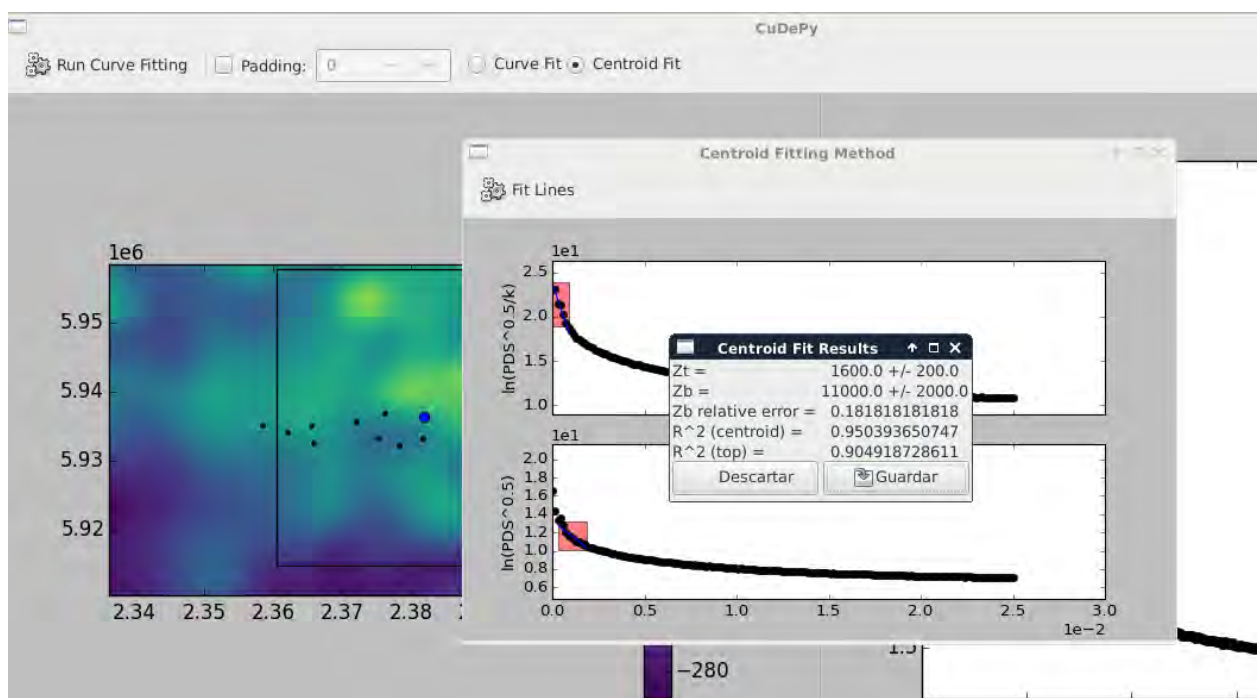 CuDePy
Run Curve Fitting Padding: 0 Curve Fit Centroid Fit
Centroid Fitting Method
Fit Lines
1e6
5.95
5.94
5.93
5.92
2.34 2.35 2.36 2.37 2.38
1e1
2.5
2.0
1.5
1.0
ln(PDS^0.5/k)
1e1
2.0
1.8
1.6
1.4
1.2
1.0
0.8
0.6
ln(PDS^0.5)
0.0 0.5 1.0 1.5 2.0 2.5 3.0
1e−2
Centroid Fit Results
Zt = 1600.0 +/- 200.0
Zb = 11000.0 +/- 2000.0
Zb relative error = 0.181818181818
R^2 (centroid) = 0.950393650747
R^2 (top) = 0.904918728611
Descartar Guardar
−280
1.5